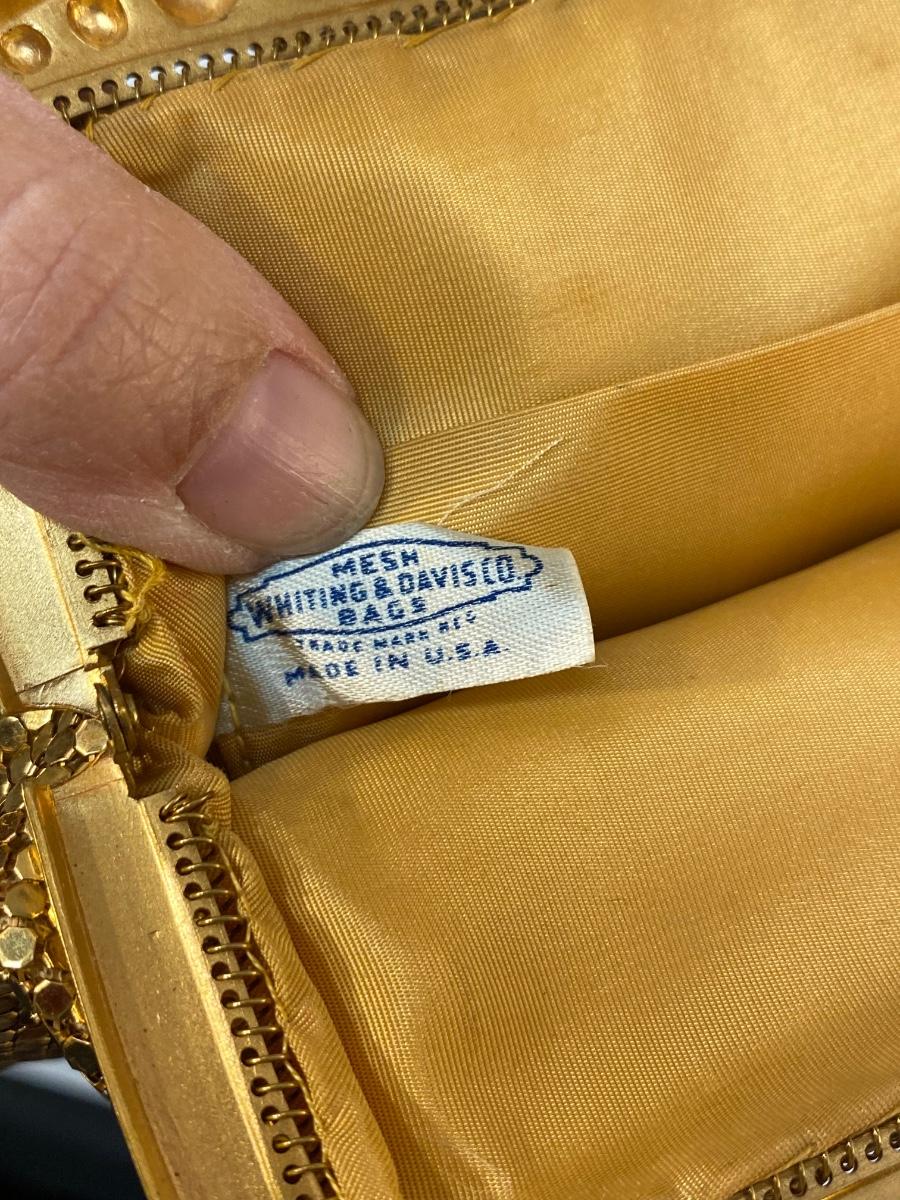 MESH
WHITING & DAVIS CO.
BAGS
TRADE MARK REG
MADE IN U.S.A.